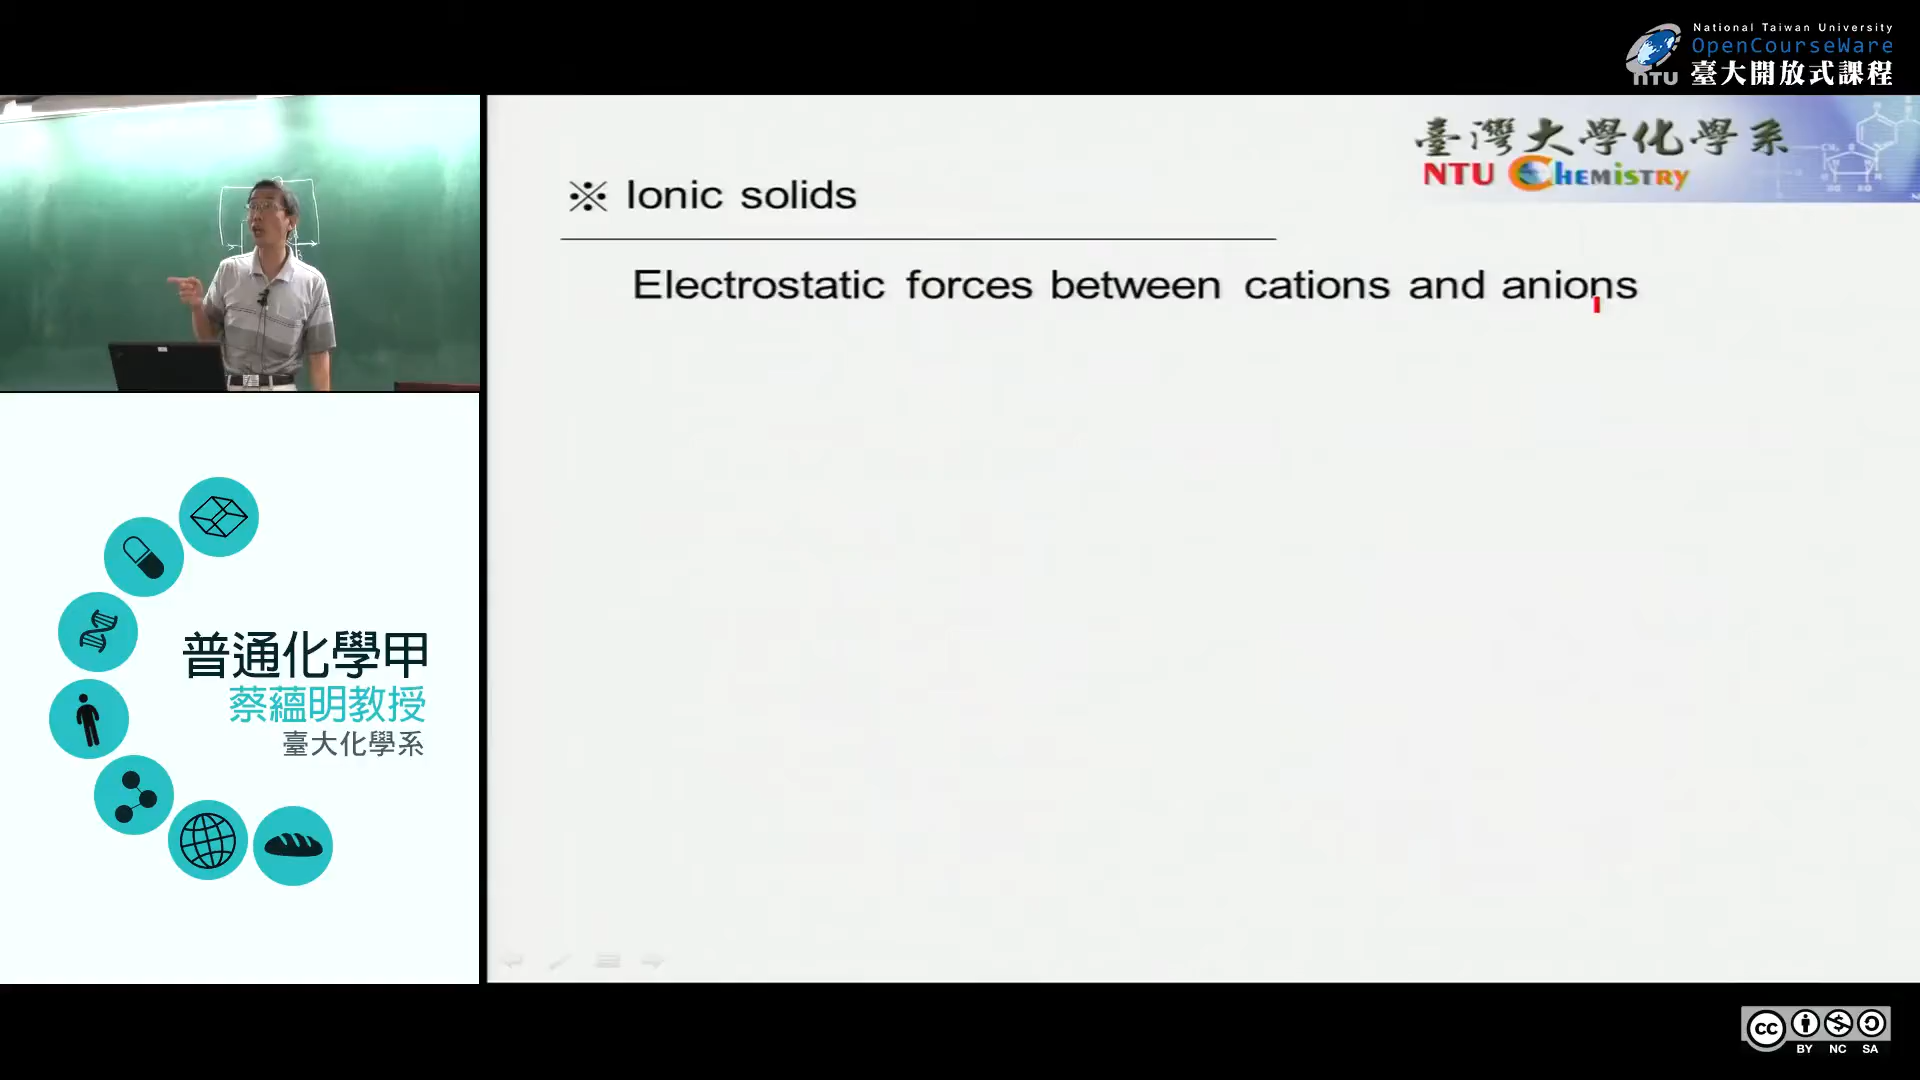 National Taiwan University
OpenCourseWare
NTU 臺大開放式課程
臺灣大學化學系
NTU Chemistry
※ Ionic solids
Electrostatic forces between cations and anions
普通化學甲
蔡蘊明教授
臺大化學系
cc
BY NC SA